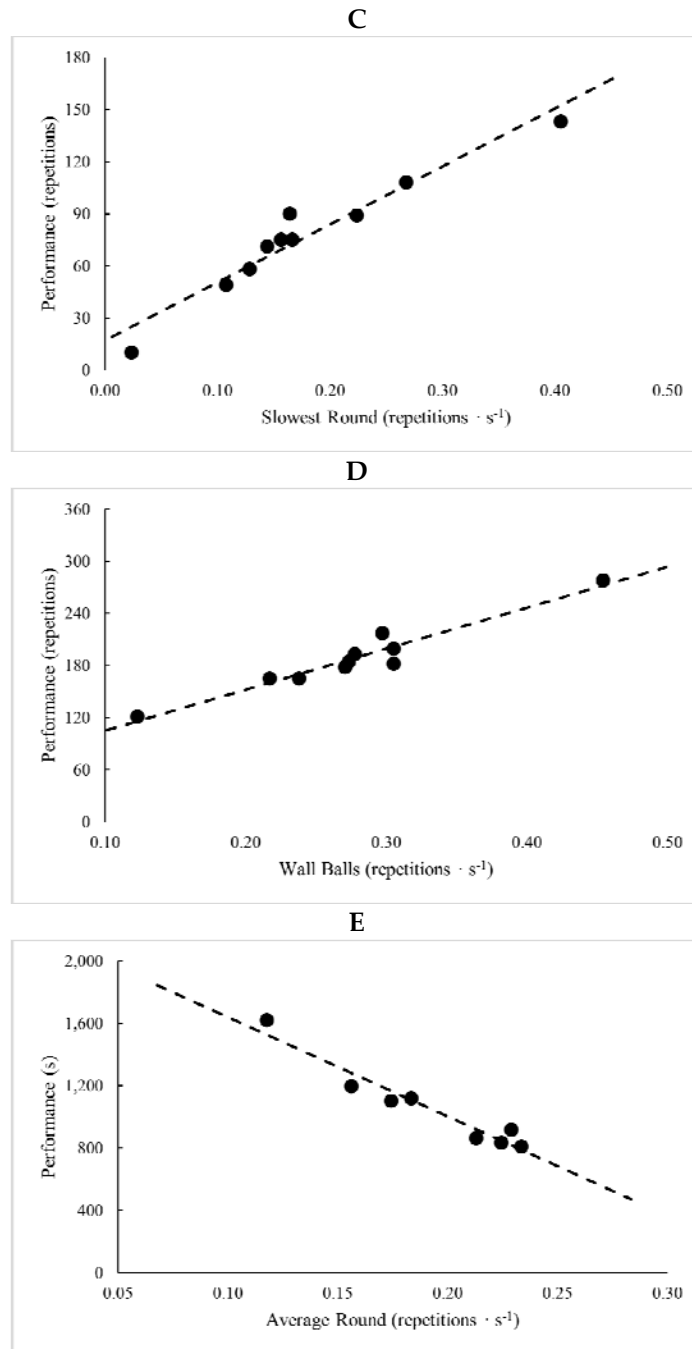 C
180
150
120
90
60
30
0
Performance (repetitions)
0.00 0.10 0.20 0.30 0.40 0.50
Slowest Round (repetitions · s⁻¹)
D
360
300
240
180
120
60
0
Performance (repetitions)
0.10 0.20 0.30 0.40 0.50
Wall Balls (repetitions · s⁻¹)
E
2,000
1,600
1,200
800
400
0
Performance (s)
0.05 0.10 0.15 0.20 0.25 0.30
Average Round (repetitions · s⁻¹)